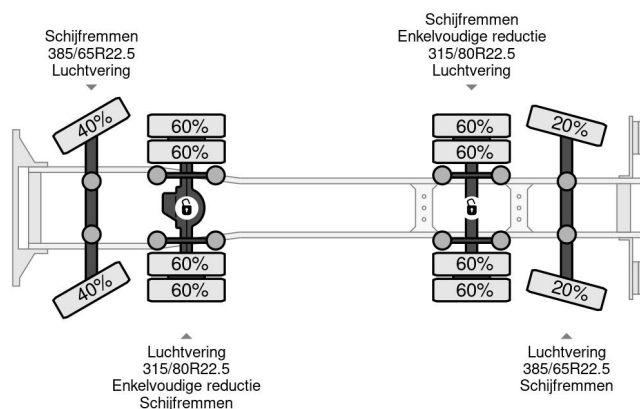 Schijfremmen
385/65R22.5
Luchtvering
Schijfremmen
Enkelvoudige reductie
315/80R22.5
Luchtvering
40%
60%
60%
60%
60%
20%
40%
60%
60%
60%
60%
20%
Luchtvering
315/80R22.5
Enkelvoudige reductie
Schijfremmen
Luchtvering
385/65R22.5
Schijfremmen